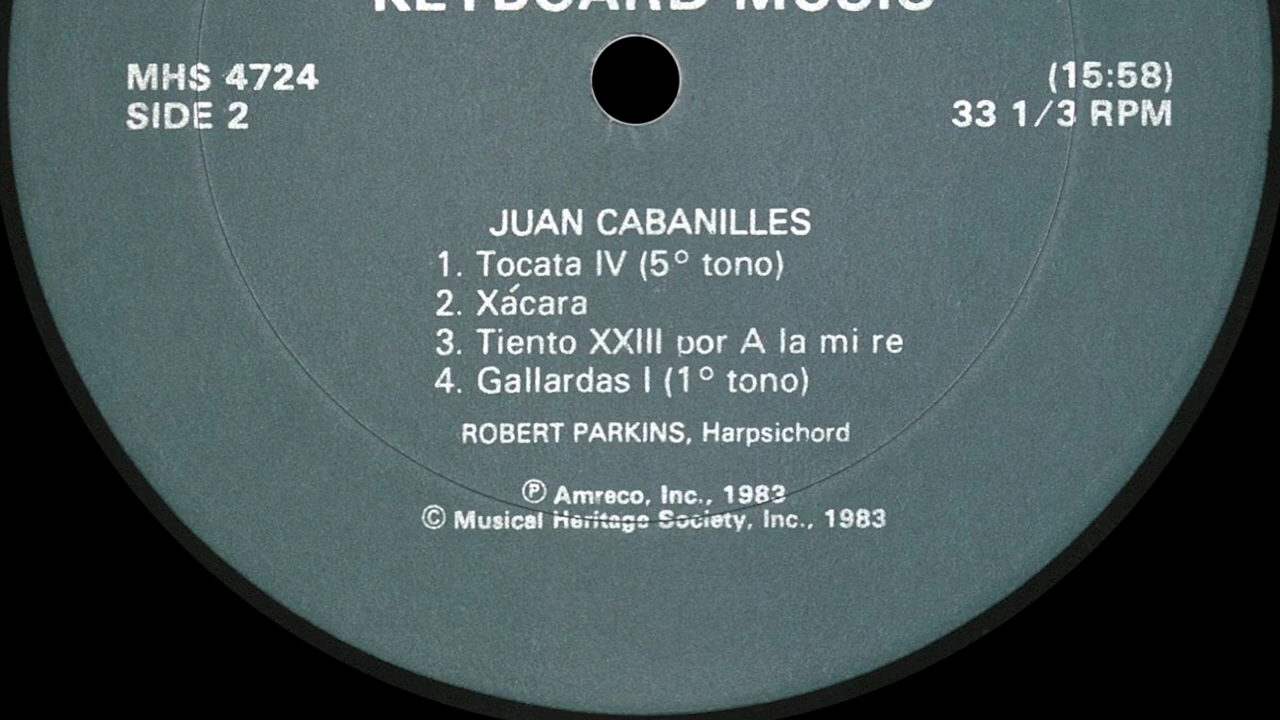 KEYBOARD MUSIC
MHS 4724
(15:58)
SIDE 2
33 1/3 RPM
JUAN CABANILLES
1. Tocata IV (5° tono)
2. Xácara
3. Tiento XXIII por A la mi re
4. Gallardas I (1° tono)
ROBERT PARKINS, Harpsichord
Ⓟ Amreco, Inc., 1983
© Musical Heritage Society, Inc., 1983